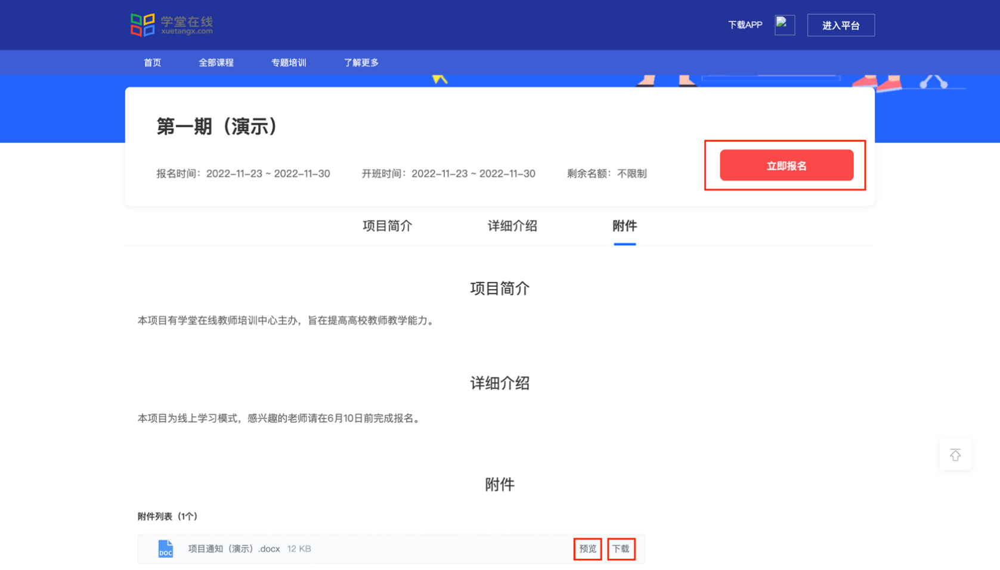 学堂在线
xuetangx.com
下载APP
进入平台
首页
全部课程
专题培训
了解更多
第一期（演示）
报名时间：2022-11-23 ~ 2022-11-30
开班时间：2022-11-23 ~ 2022-11-30
剩余名额：不限制
立即报名
项目简介
详细介绍
附件
项目简介
本项目有学堂在线教师培训中心主办，旨在提高高校教师教学能力。
详细介绍
本项目为线上学习模式，感兴趣的老师请在6月10日前完成报名。
附件
附件列表（1个）
DOC
项目通知（演示）.docx
12 KB
预览
下载